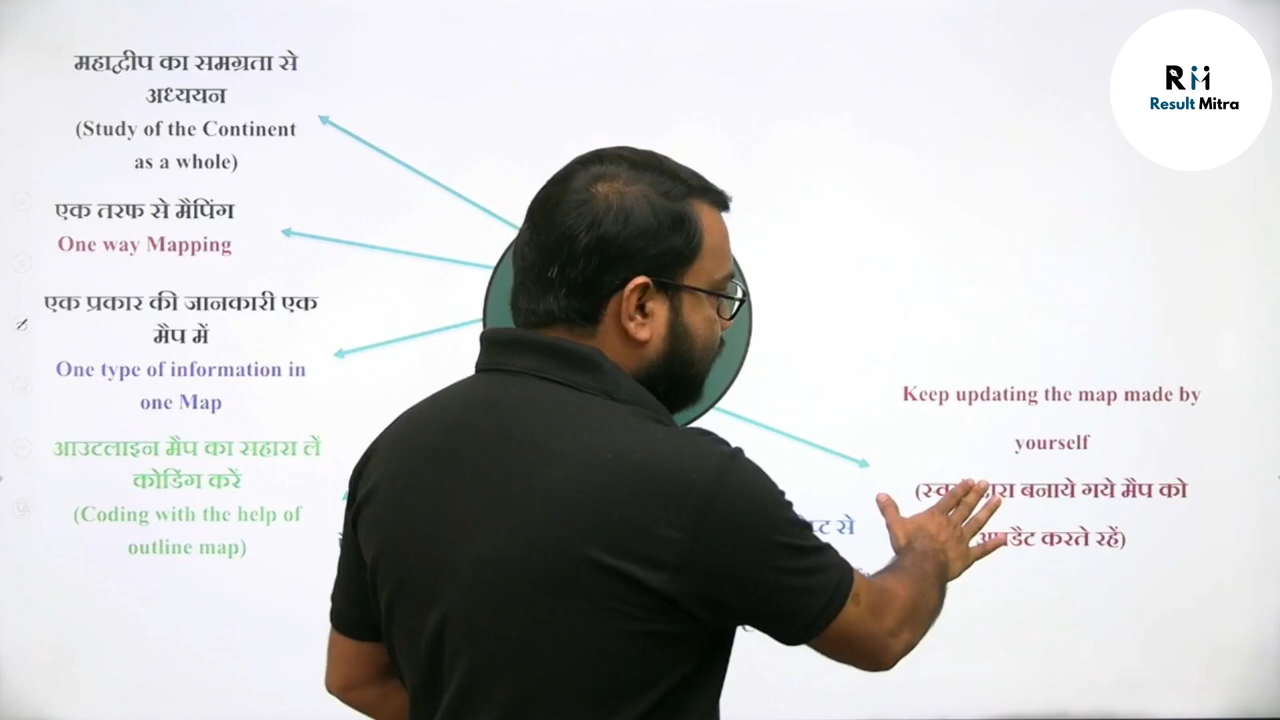 महाद्वीप का समग्रता से
अध्ययन
(Study of the Continent
as a whole)
एक तरफ से मैपिंग
One way Mapping
एक प्रकार की जानकारी एक
मैप में
One type of information in
one Map
आउटलाइन मैप का सहारा लें
कोडिंग करें
(Coding with the help of
outline map)
से
Keep updating the map made by
yourself
बनाये गये मैप को
करते रहें)
RM
Result Mitra